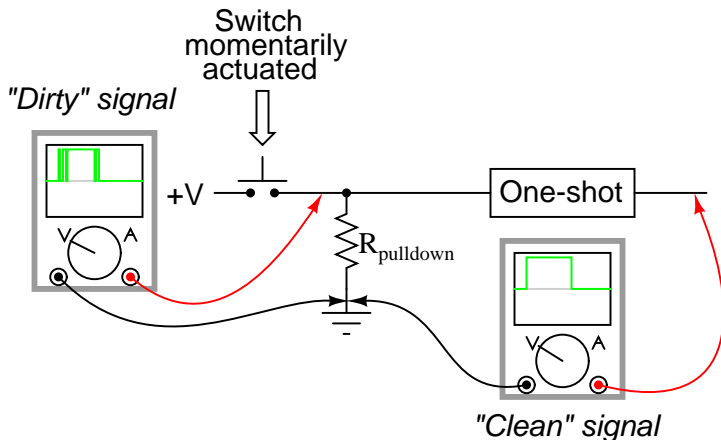 Switch
momentarily
actuated
"Dirty" signal
+V
One-shot
V A
Rpulldown
V A
"Clean" signal